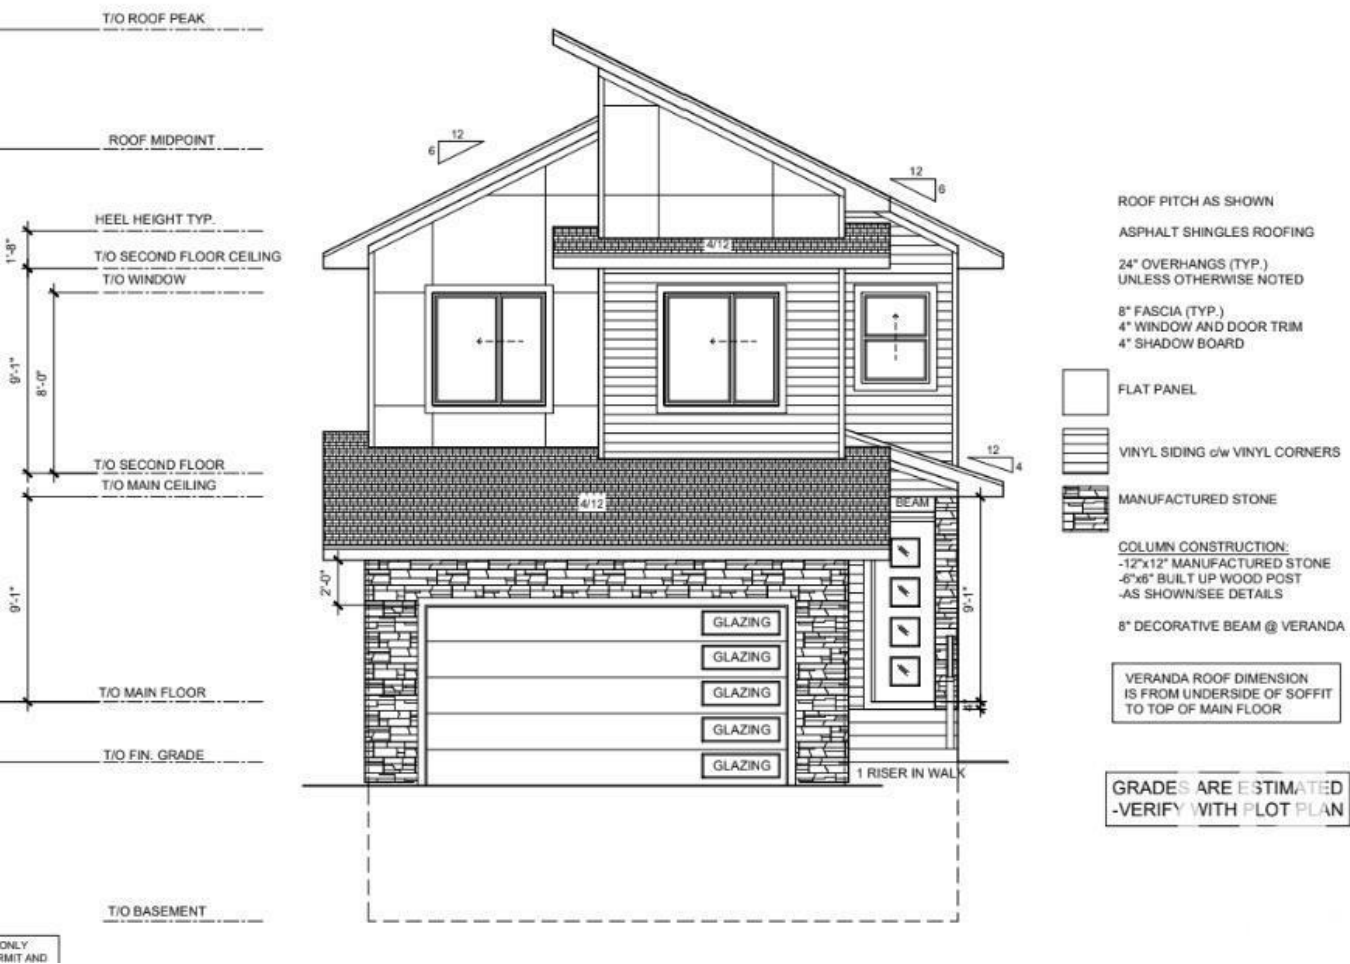 T/O ROOF PEAK
ROOF MIDPOINT
HEEL HEIGHT TYP.
T/O SECOND FLOOR CEILING
T/O WINDOW
1'-8"
9'-1"
8'-0"
T/O SECOND FLOOR
T/O MAIN CEILING
9'-1"
T/O MAIN FLOOR
T/O FIN. GRADE
T/O BASEMENT
ONLY
RMIT AND
12
6
12
6
4/12
12
4
4/12
BEAM
2'-0"
9'-1"
GLAZING
GLAZING
GLAZING
GLAZING
GLAZING
1 RISER IN WALK
ROOF PITCH AS SHOWN
ASPHALT SHINGLES ROOFING
24" OVERHANGS (TYP.)
UNLESS OTHERWISE NOTED
8" FASCIA (TYP.)
4" WINDOW AND DOOR TRIM
4" SHADOW BOARD
FLAT PANEL
VINYL SIDING c/w VINYL CORNERS
MANUFACTURED STONE
COLUMN CONSTRUCTION:
-12"x12" MANUFACTURED STONE
-6"x6" BUILT UP WOOD POST
-AS SHOWN/SEE DETAILS
8" DECORATIVE BEAM @ VERANDA
VERANDA ROOF DIMENSION
IS FROM UNDERSIDE OF SOFFIT
TO TOP OF MAIN FLOOR
GRADES ARE ESTIMATED
-VERIFY WITH PLOT PLAN